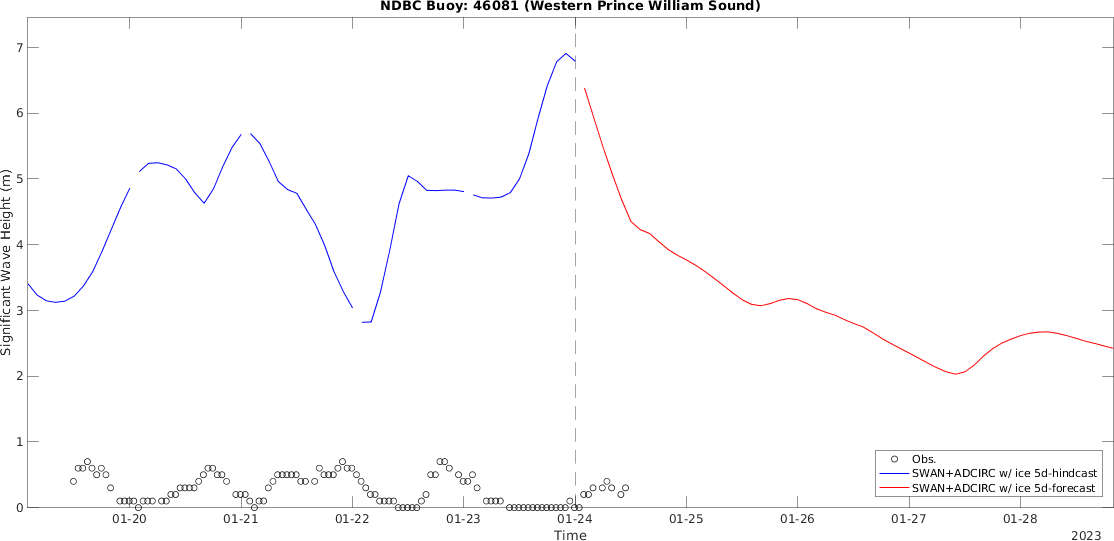 NDBC Buoy: 46081 (Western Prince William Sound)
Significant Wave Height (m)
7
6
5
4
3
2
1
0
Obs.
SWAN+ADCIRC w/ ice 5d-hindcast
SWAN+ADCIRC w/ ice 5d-forecast
01-20 01-21 01-22 01-23 01-24 01-25 01-26 01-27 01-28
Time
2023